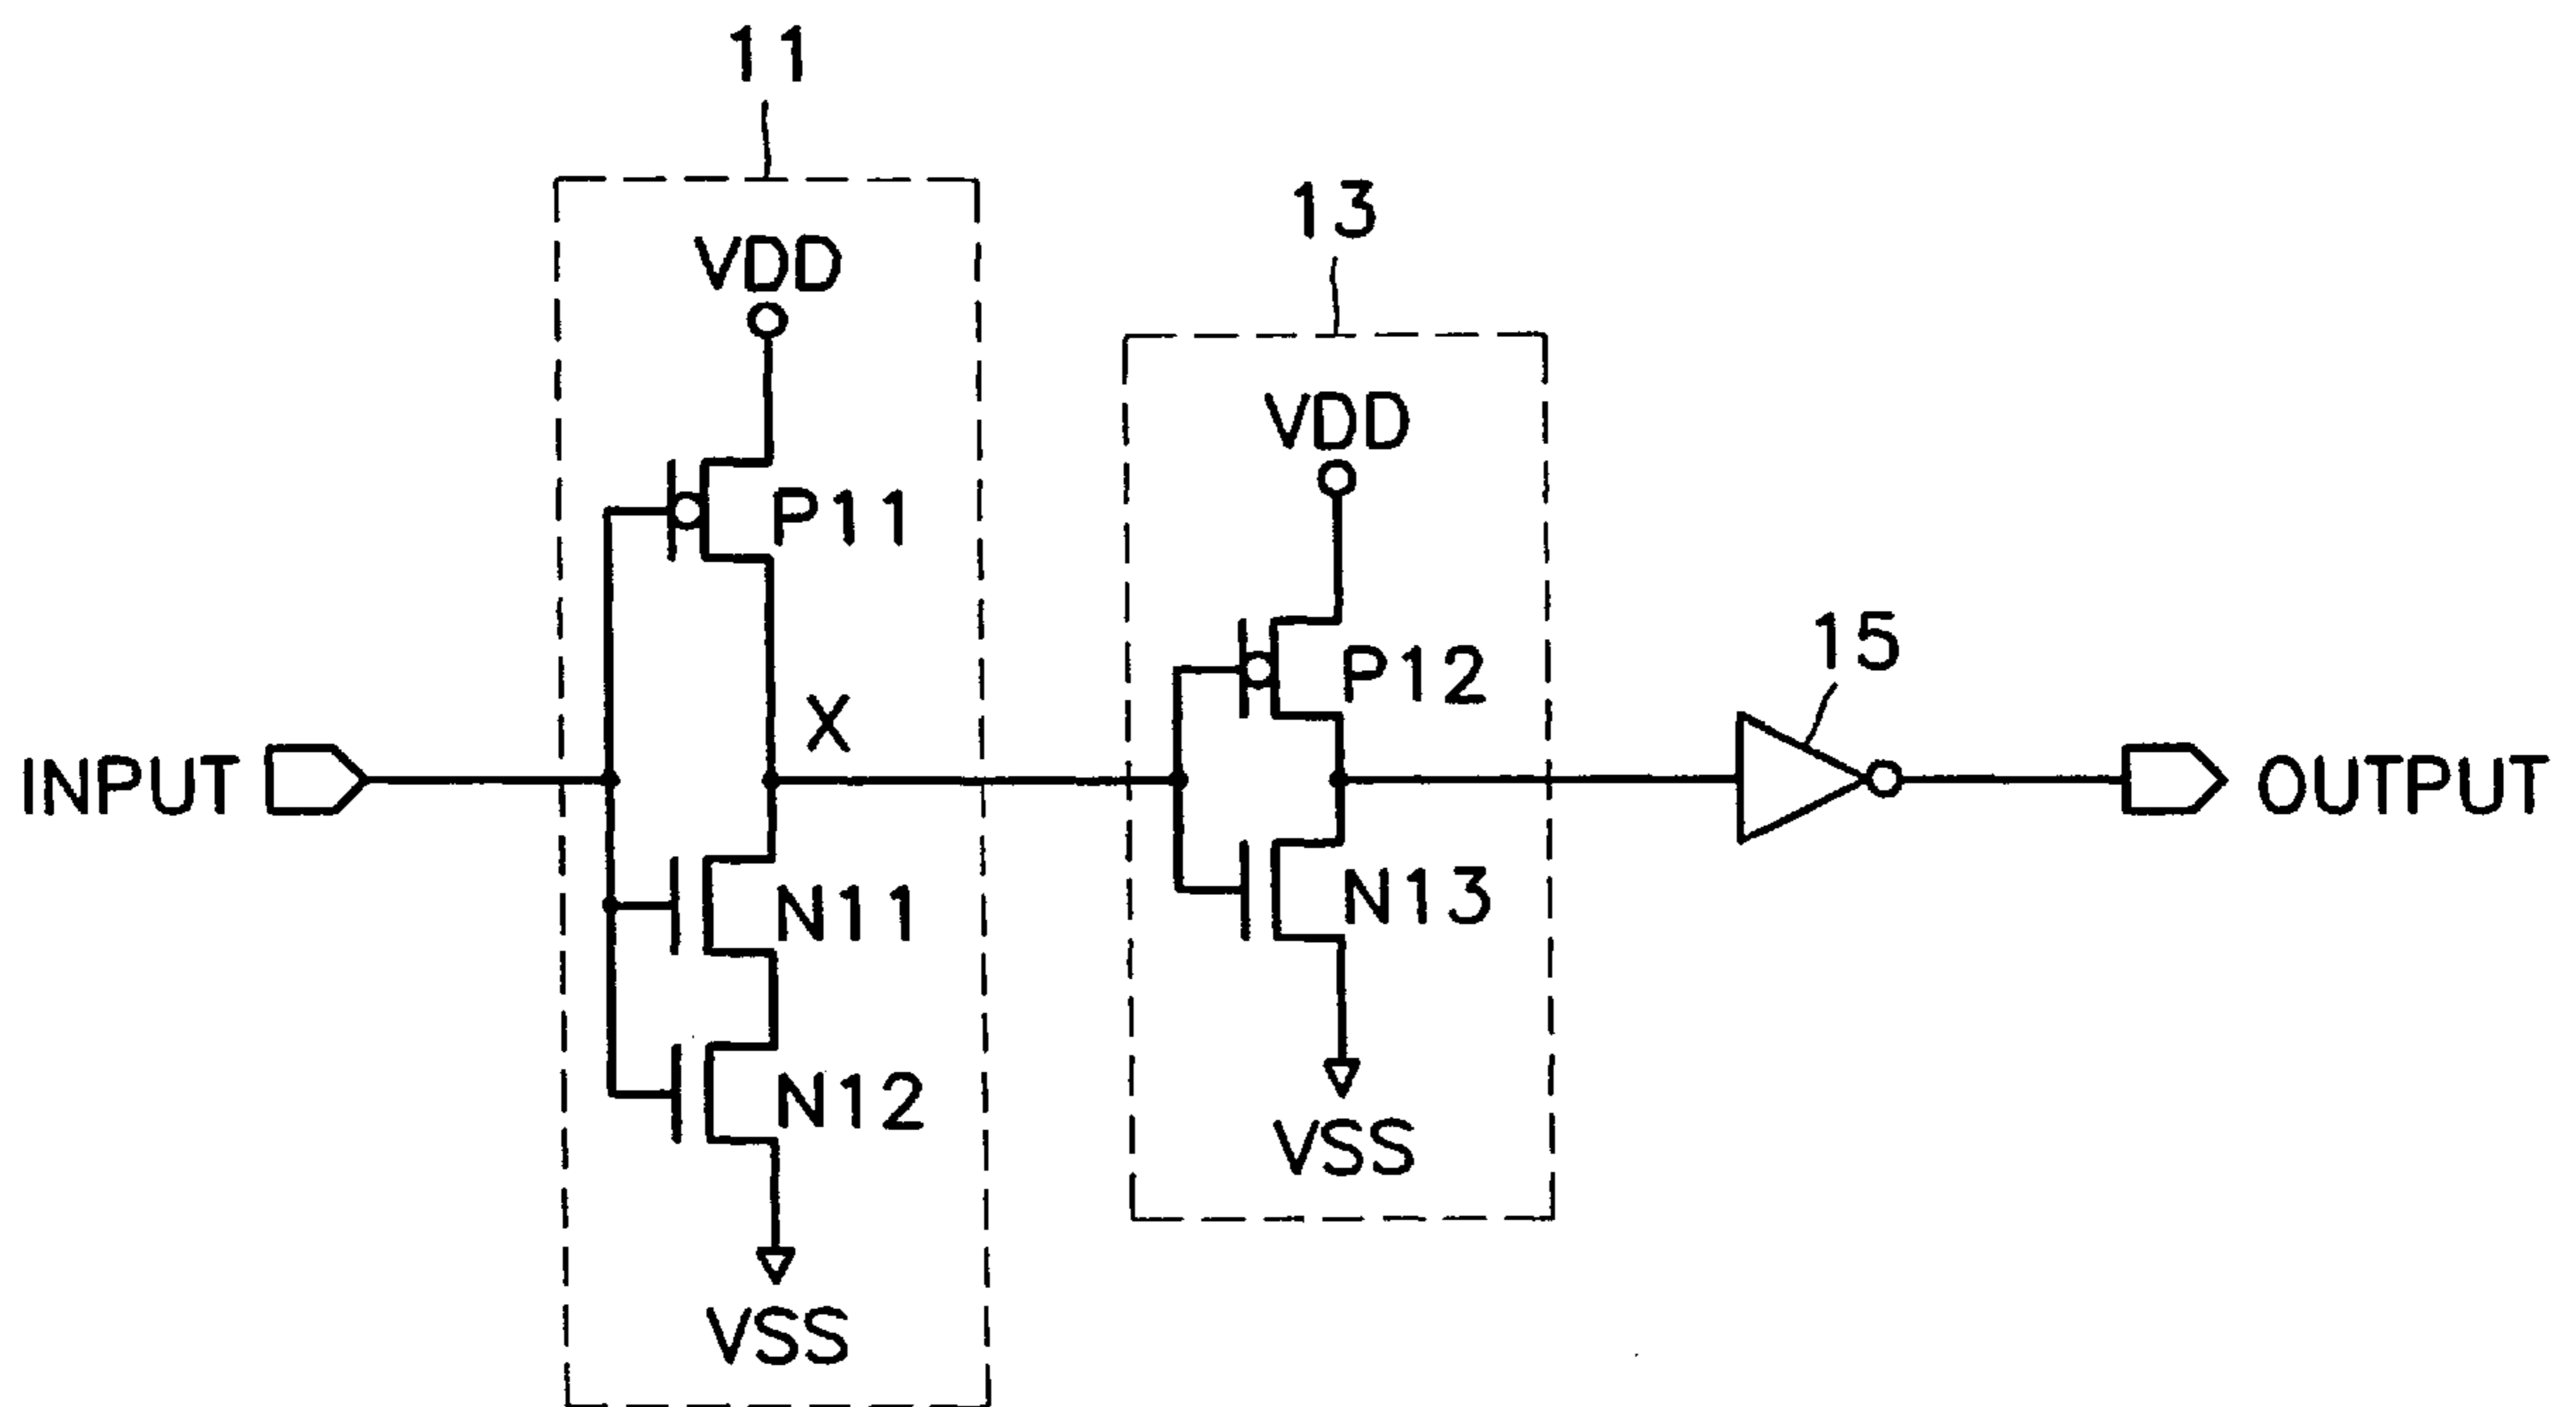 11
13
VDD
VDD
P11
P12
15
X
INPUT
OUTPUT
N11
N13
N12
VSS
VSS